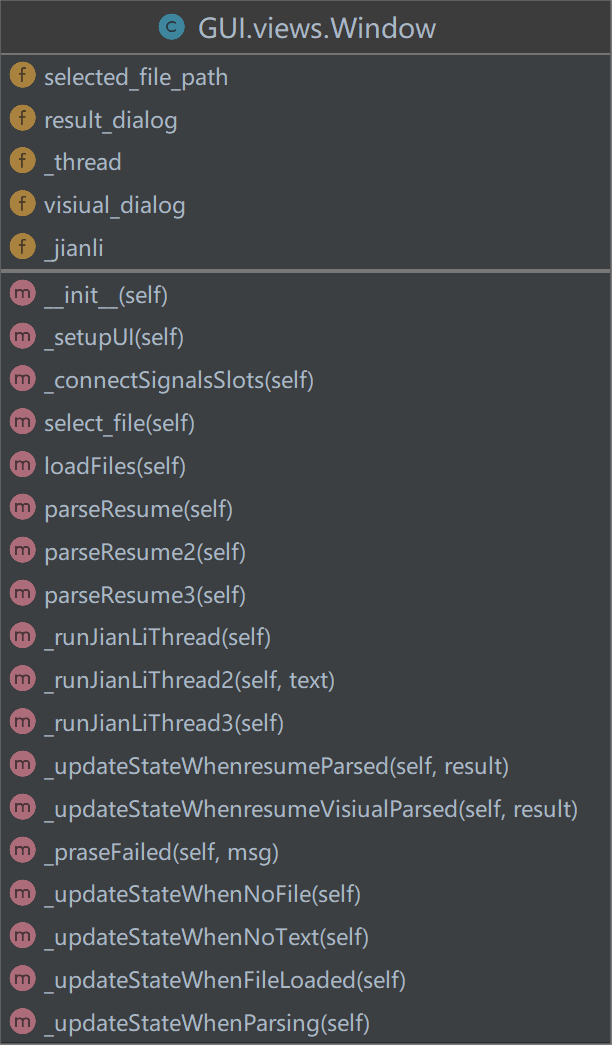 C GUI.views.Window
f selected_file_path
f result_dialog
f _thread
f visiual_dialog
f _jianli
m __init__(self)
m _setupUI(self)
m _connectSignalsSlots(self)
m select_file(self)
m loadFiles(self)
m parseResume(self)
m parseResume2(self)
m parseResume3(self)
m _runJianLiThread(self)
m _runJianLiThread2(self, text)
m _runJianLiThread3(self)
m _updateStateWhenresumeParsed(self, result)
m _updateStateWhenresumeVisiualParsed(self, result)
m _praseFailed(self, msg)
m _updateStateWhenNoFile(self)
m _updateStateWhenNoText(self)
m _updateStateWhenFileLoaded(self)
m _updateStateWhenParsing(self)